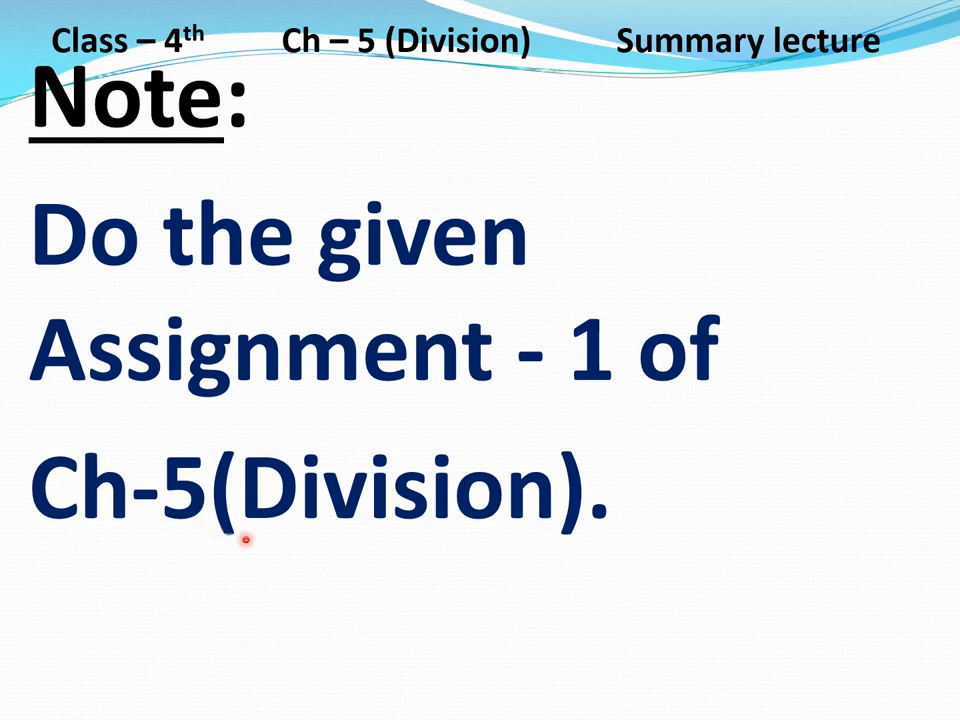 Class – 4th Ch – 5 (Division) Summary lecture
Note:
Do the given
Assignment - 1 of
Ch-5(Division).